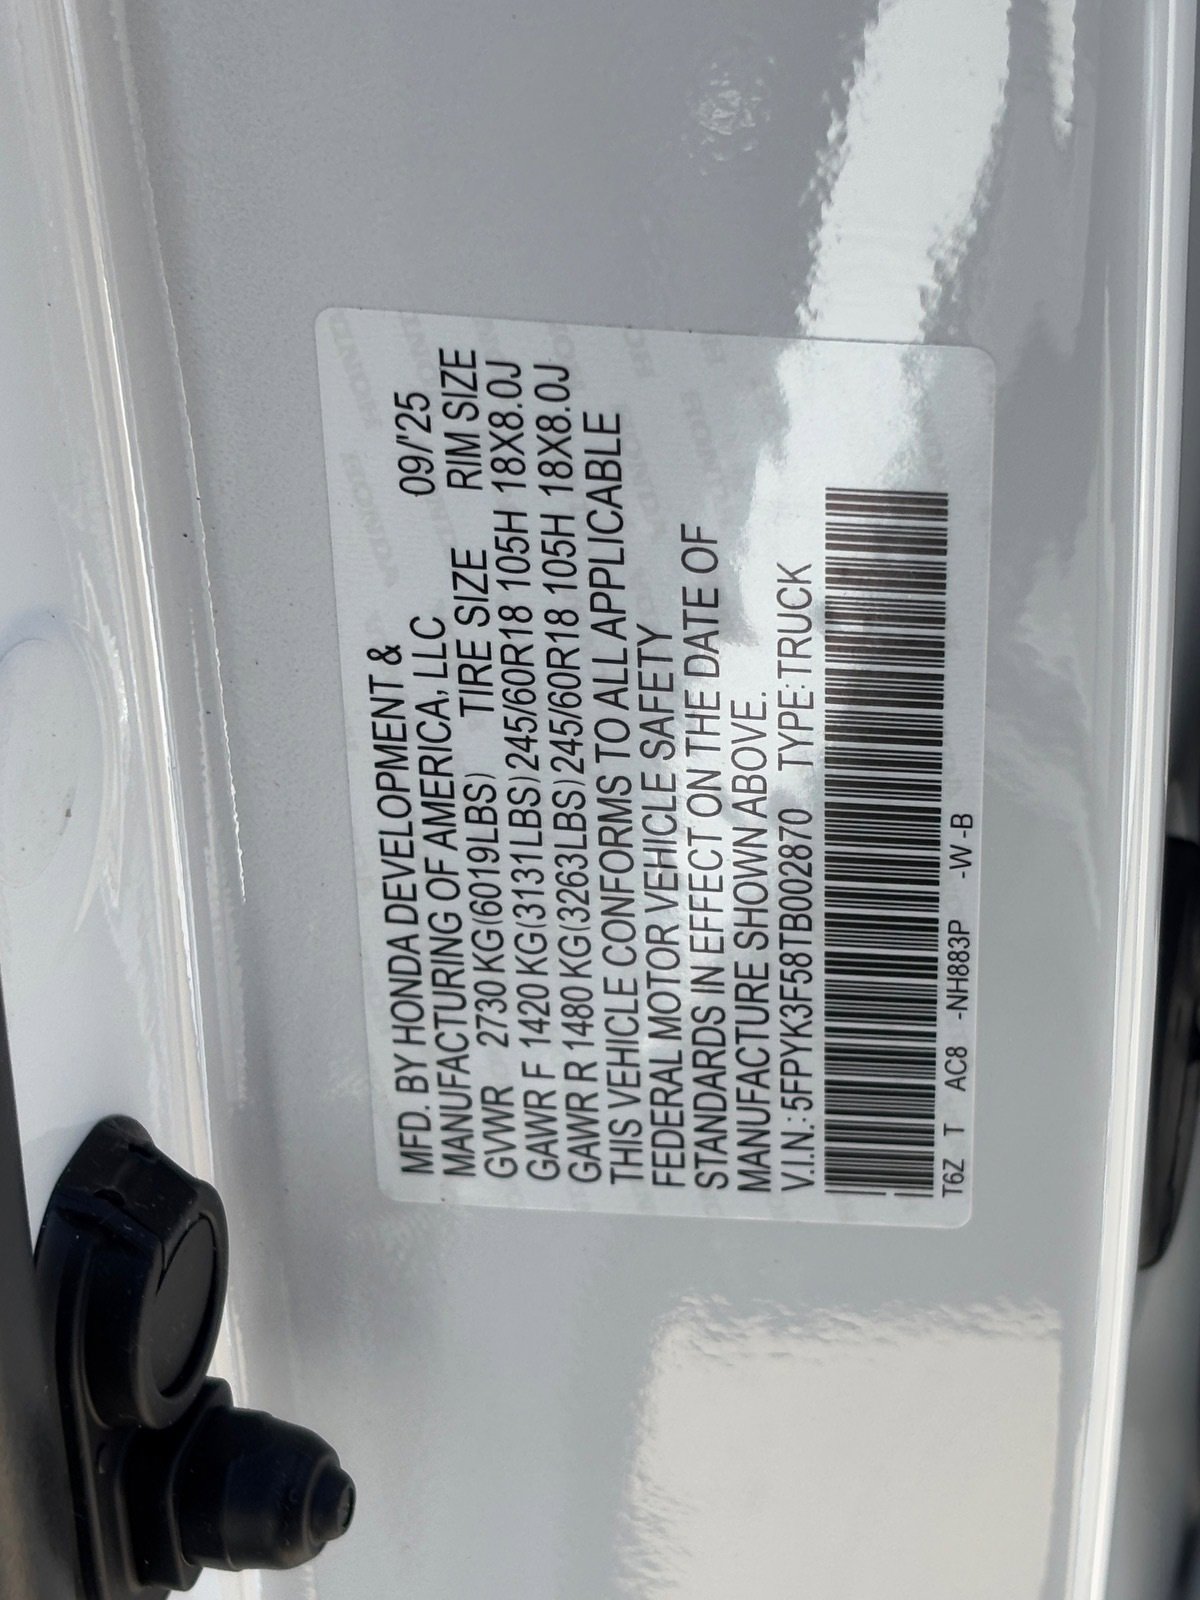 MFD. BY HONDA DEVELOPMENT &
MANUFACTURING OF AMERICA, LLC 09/'25
GVWR 2730 KG(6019LBS) TIRE SIZE RIM SIZE
GAWR F 1420 KG(3131LBS) 245/60R18 105H 18X8.0J
GAWR R 1480 KG(3263LBS) 245/60R18 105H 18X8.0J
THIS VEHICLE CONFORMS TO ALL APPLICABLE
FEDERAL MOTOR VEHICLE SAFETY
STANDARDS IN EFFECT ON THE DATE OF
MANUFACTURE SHOWN ABOVE.
V.I.N.: 5FPYK3F58TB002870 TYPE: TRUCK
T6Z T AC8 -NH883P -W-B